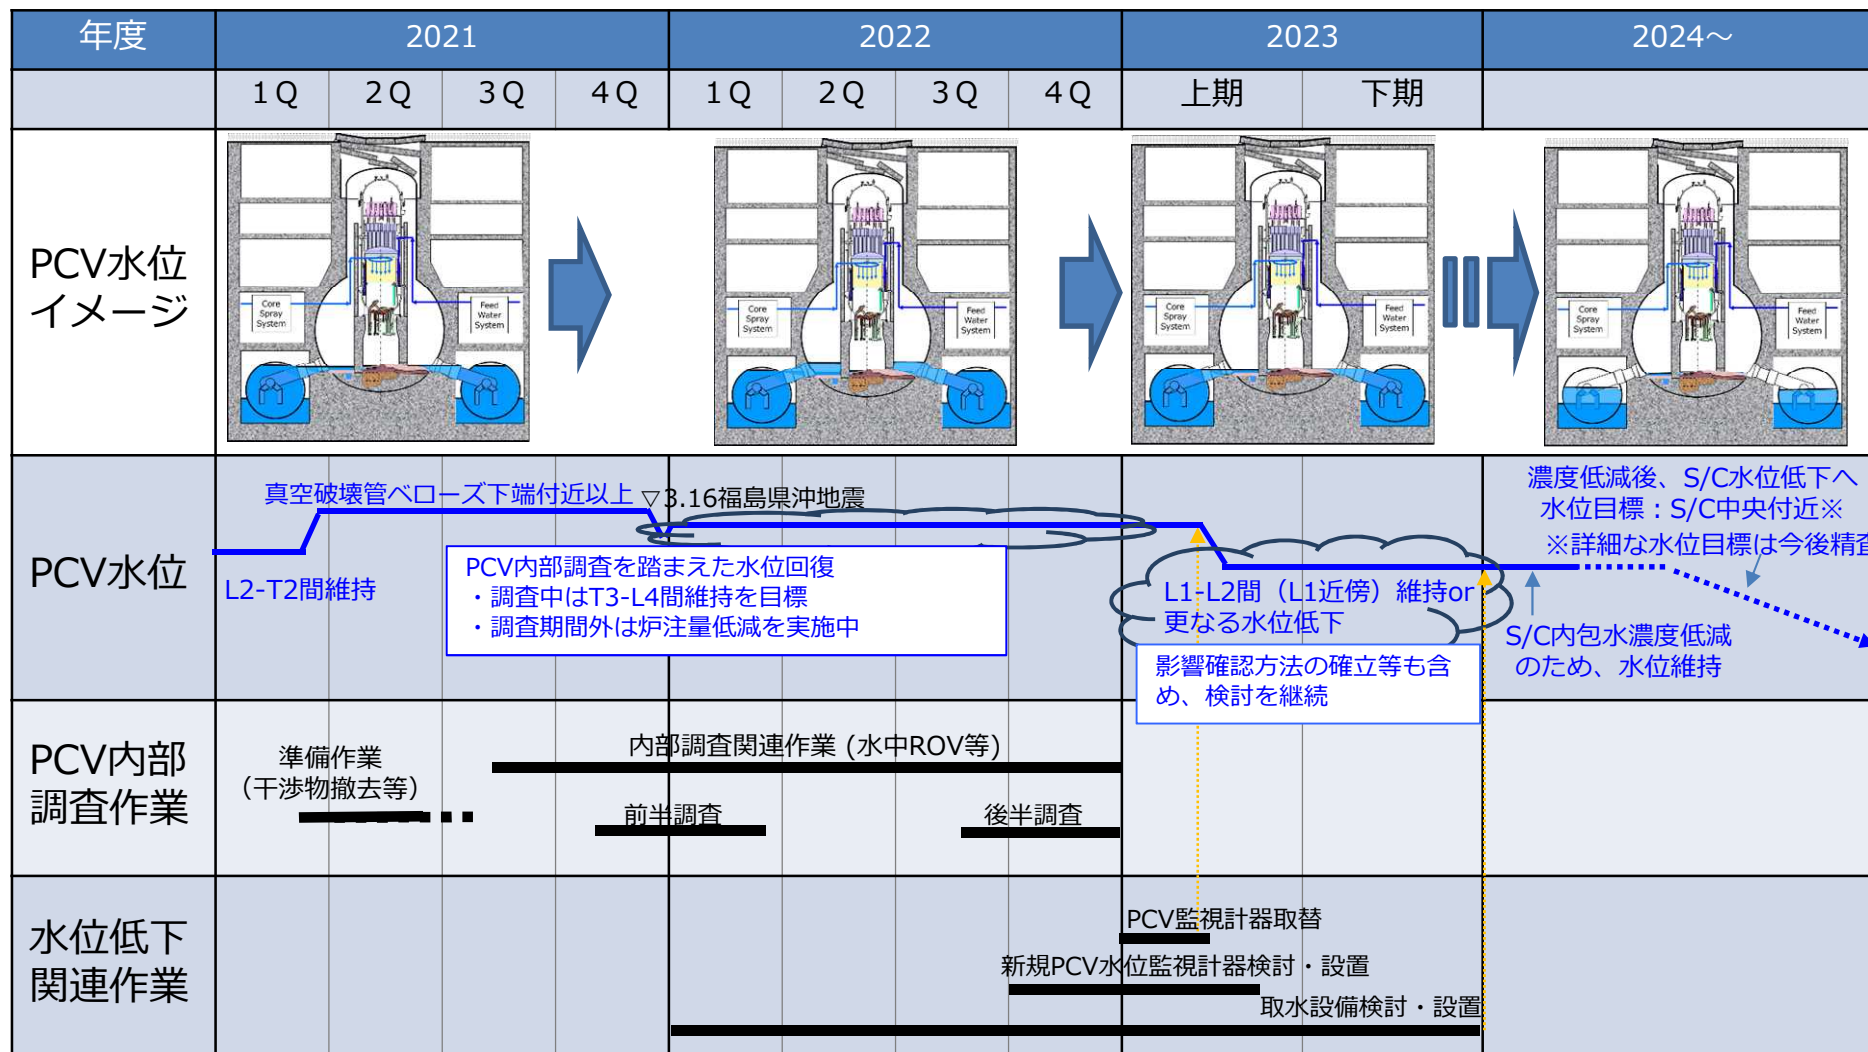 年度
2021
2022
2023
2024～
1Q
2Q
3Q
4Q
1Q
2Q
3Q
4Q
上期
下期
PCV水位
イメージ
Core
Spray
System
Feed
Water
System
Core
Spray
System
Feed
Water
System
Core
Spray
System
Feed
Water
System
Core
Spray
System
Feed
Water
System
PCV水位
真空破壊管ベローズ下端付近以上
▽3.16福島県沖地震
L2-T2間維持
PCV内部調査を踏まえた水位回復
・調査中はT3-L4間維持を目標
・調査期間外は炉注量低減を実施中
L1-L2間（L1近傍）維持or
更なる水位低下
影響確認方法の確立等も含
め、検討を継続
濃度低減後、S/C水位低下へ
水位目標：S/C中央付近※
※詳細な水位目標は今後精査
S/C内包水濃度低減
のため、水位維持
PCV内部
調査作業
準備作業
（干渉物撤去等）
内部調査関連作業 (水中ROV等)
前半調査
後半調査
水位低下
関連作業
PCV監視計器取替
新規PCV水位監視計器検討・設置
取水設備検討・設置